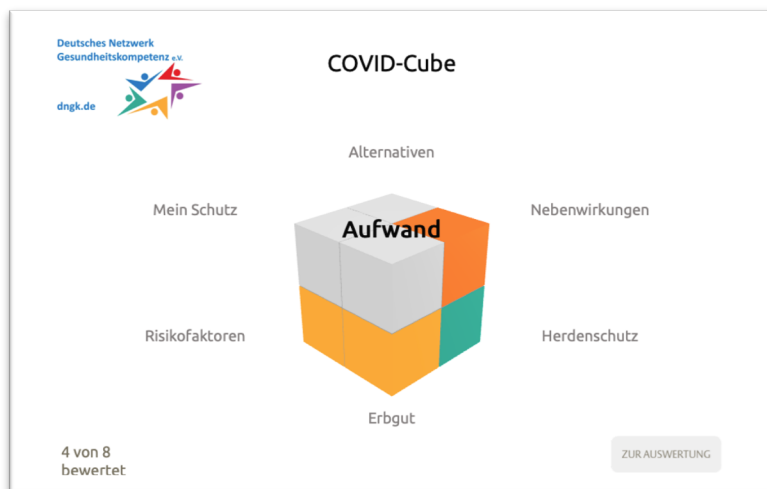 Deutsches Netzwerk
Gesundheitskompetenz e.V.
dngk.de
COVID-Cube
Alternativen
Mein Schutz
Nebenwirkungen
Aufwand
Risikofaktoren
Herdenschutz
Erbgut
4 von 8
bewertet
ZUR AUSWERTUNG